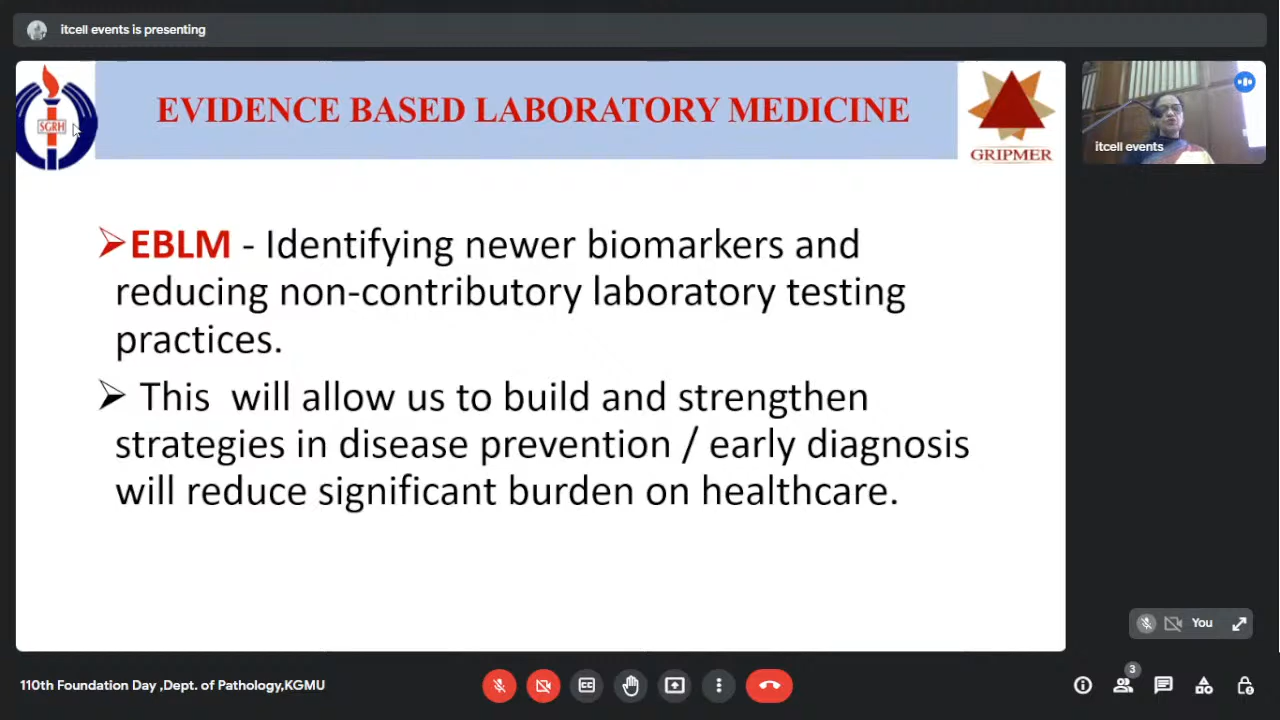 itcell events is presenting
SGRH
EVIDENCE BASED LABORATORY MEDICINE
GRIPMER
itcell events
➢EBLM - Identifying newer biomarkers and
reducing non-contributory laboratory testing
practices.
➢ This will allow us to build and strengthen
strategies in disease prevention / early diagnosis
will reduce significant burden on healthcare.
You
110th Foundation Day ,Dept. of Pathology,KGMU
CC
3